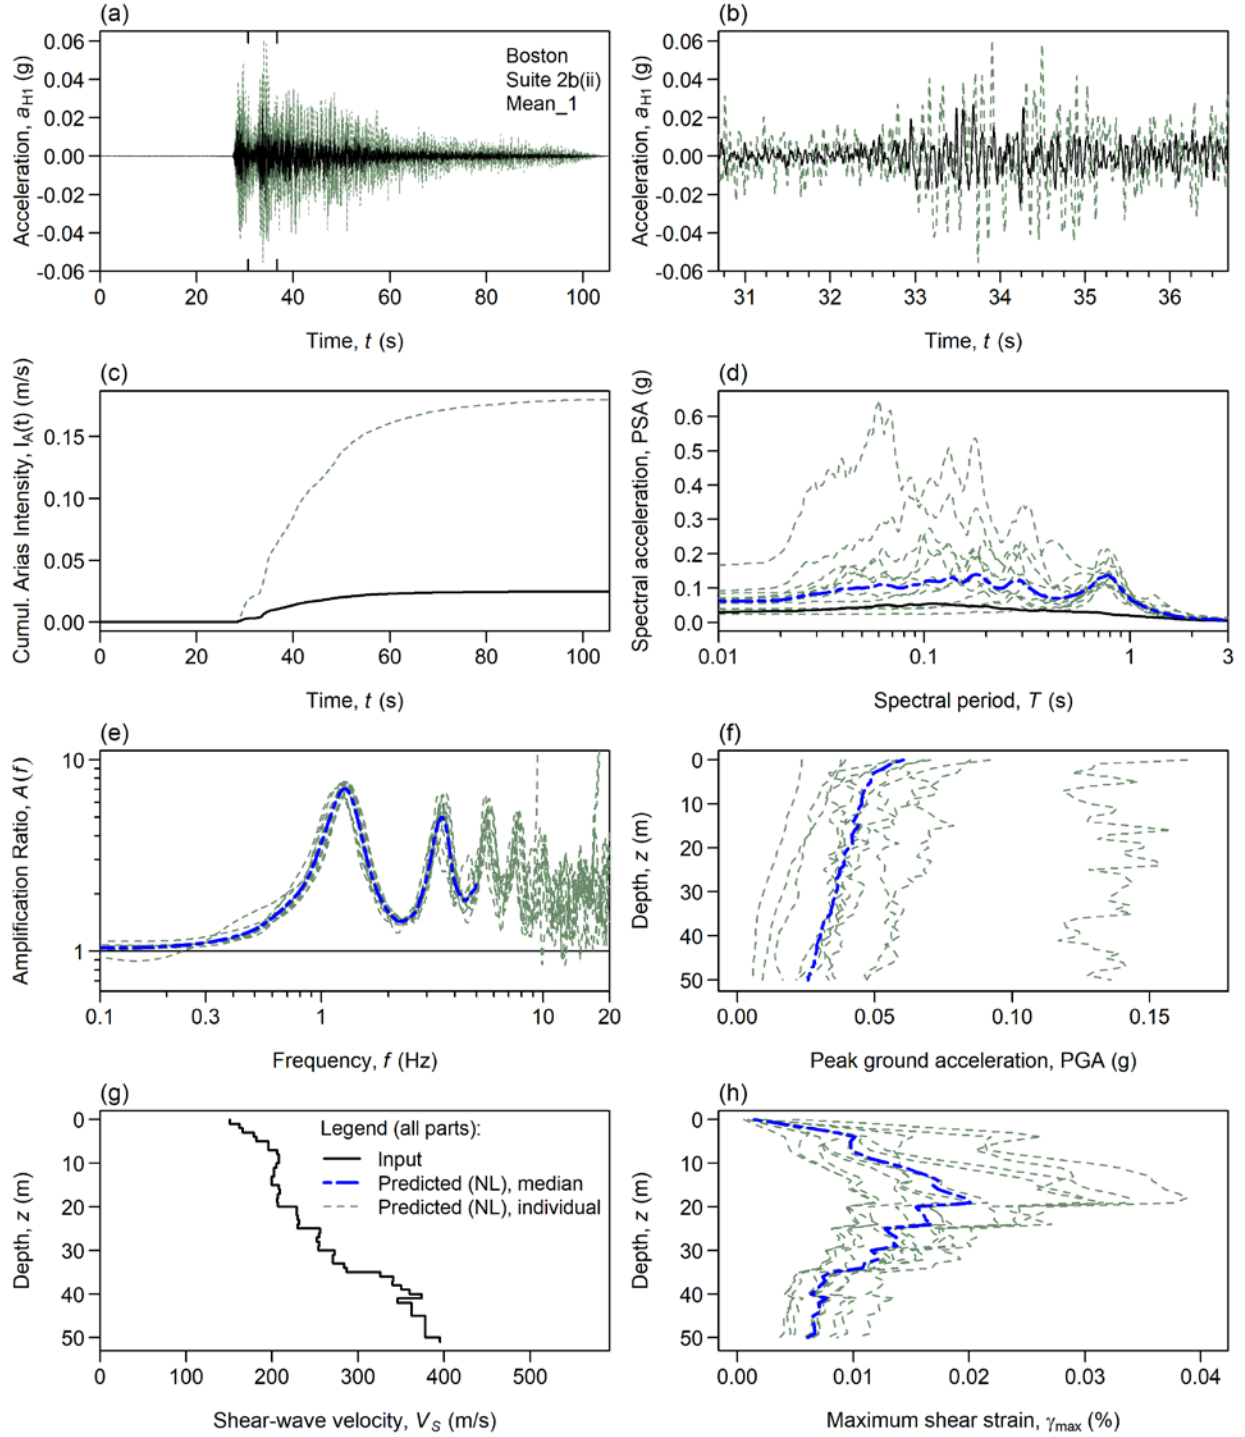 (a)
0.06
0.04
0.02
0.00
-0.02
-0.04
-0.06
Acceleration, aH1 (g)
Boston
Suite 2b(ii)
Mean_1
0 20 40 60 80 100
Time, t (s)
(b)
0.06
0.04
0.02
0.00
-0.02
-0.04
-0.06
Acceleration, aH1 (g)
31 32 33 34 35 36
Time, t (s)
(c)
0.15
0.10
0.05
0.00
Cumul. Arias Intensity, IA(t) (m/s)
0 20 40 60 80 100
Time, t (s)
(d)
0.6
0.5
0.4
0.3
0.2
0.1
0.0
Spectral acceleration, PSA (g)
0.01 0.1 1 3
Spectral period, T (s)
(e)
10
1
Amplification Ratio, A(f)
0.1 0.3 1 3 10 20
Frequency, f (Hz)
(f)
0
10
20
30
40
50
Depth, z (m)
0.00 0.05 0.10 0.15
Peak ground acceleration, PGA (g)
(g)
0
10
20
30
40
50
Depth, z (m)
Legend (all parts):
Input
Predicted (NL), median
Predicted (NL), individual
0 100 200 300 400 500
Shear-wave velocity, VS (m/s)
(h)
0
10
20
30
40
50
Depth, z (m)
0.00 0.01 0.02 0.03 0.04
Maximum shear strain, γmax (%)